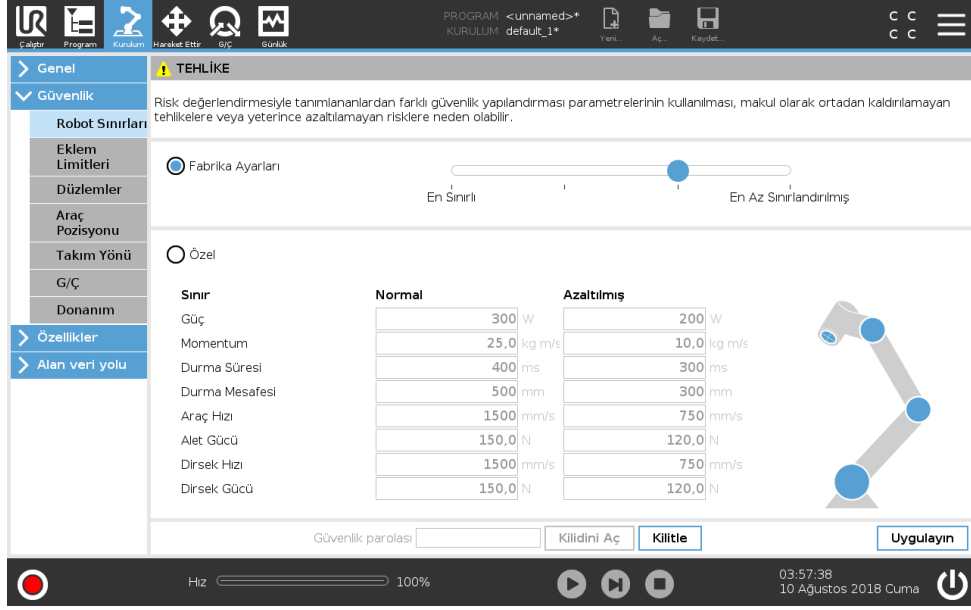 UR
PROGRAM <unnamed>*
KURULUM default_1*
C C
C C
Çalıştır Program Kurulum Hareket Ettir G/Ç Günlük Yeni... Aç... Kaydet...
Genel
Güvenlik
Robot Sınırları
Eklem
Limitleri
Düzlemler
Araç
Pozisyonu
Takım Yönü
G/Ç
Donanım
Özellikler
Alan veri yolu
TEHLİKE
Risk değerlendirmesiyle tanımlananlardan farklı güvenlik yapılandırması parametrelerinin kullanılması, makul olarak ortadan kaldırılamayan
tehlikelere veya yeterince azaltılamayan risklere neden olabilir.
Fabrika Ayarları
En Sınırlı En Az Sınırlandırılmış
Özel
Sınır Normal Azaltılmış
Güç 300 W 200 W
Momentum 25,0 kg m/s 10,0 kg m/s
Durma Süresi 400 ms 300 ms
Durma Mesafesi 500 mm 300 mm
Araç Hızı 1500 mm/s 750 mm/s
Alet Gücü 150,0 N 120,0 N
Dirsek Hızı 1500 mm/s 750 mm/s
Dirsek Gücü 150,0 N 120,0 N
Güvenlik parolası Kilidini Aç Kilitle Uygulayın
Hız 100%
03:57:38
10 Ağustos 2018 Cuma